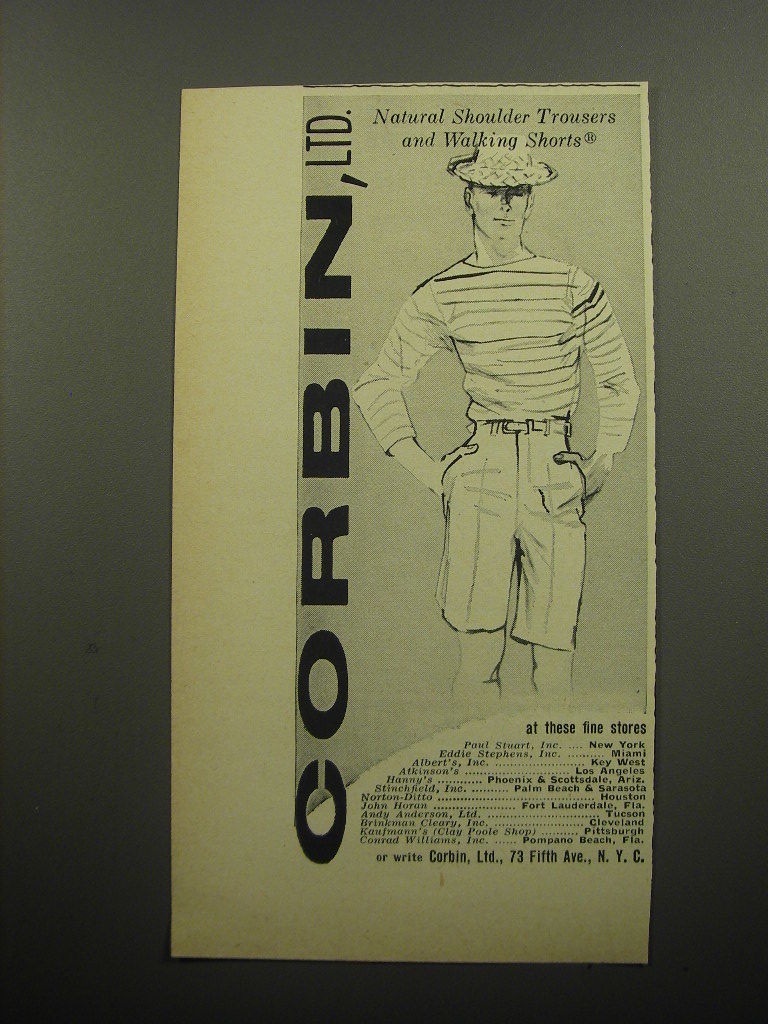 CORBIN, LTD.
Natural Shoulder Trousers
and Walking Shorts®
at these fine stores
Paul Stuart, Inc. .... New York
Eddie Stephens, Inc. .......... Miami
Albert's, Inc. ........................ Key West
Atkinson's ............................ Los Angeles
Hanny's ............ Phoenix & Scottsdale, Ariz.
Stinchfield, Inc. .......... Palm Beach & Sarasota
Norton-Ditto .......................................... Houston
John Horan ...................... Fort Lauderdale, Fla.
Andy Anderson, Ltd. .............................. Tucson
Brinkman Cleary, Inc. ........................ Cleveland
Kaufmann's (Clay Poole Shop) .......... Pittsburgh
Conrad Williams, Inc. ...... Pompano Beach, Fla.
or write Corbin, Ltd., 73 Fifth Ave., N. Y. C.